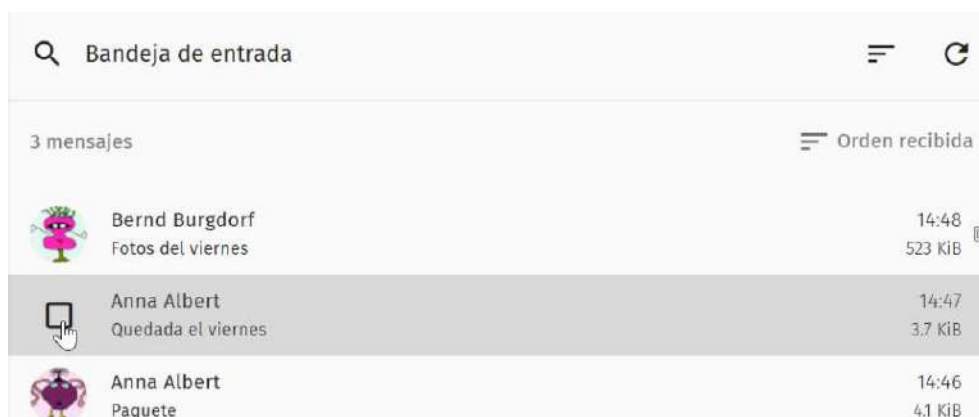 Bandeja de entrada
3 mensajes
Orden recibida
Bernd Burgdorf
14:48
Fotos del viernes
523 KiB
Anna Albert
14:47
Quedada el viernes
3.7 KiB
Anna Albert
14:46
Paquete
4.1 KiB